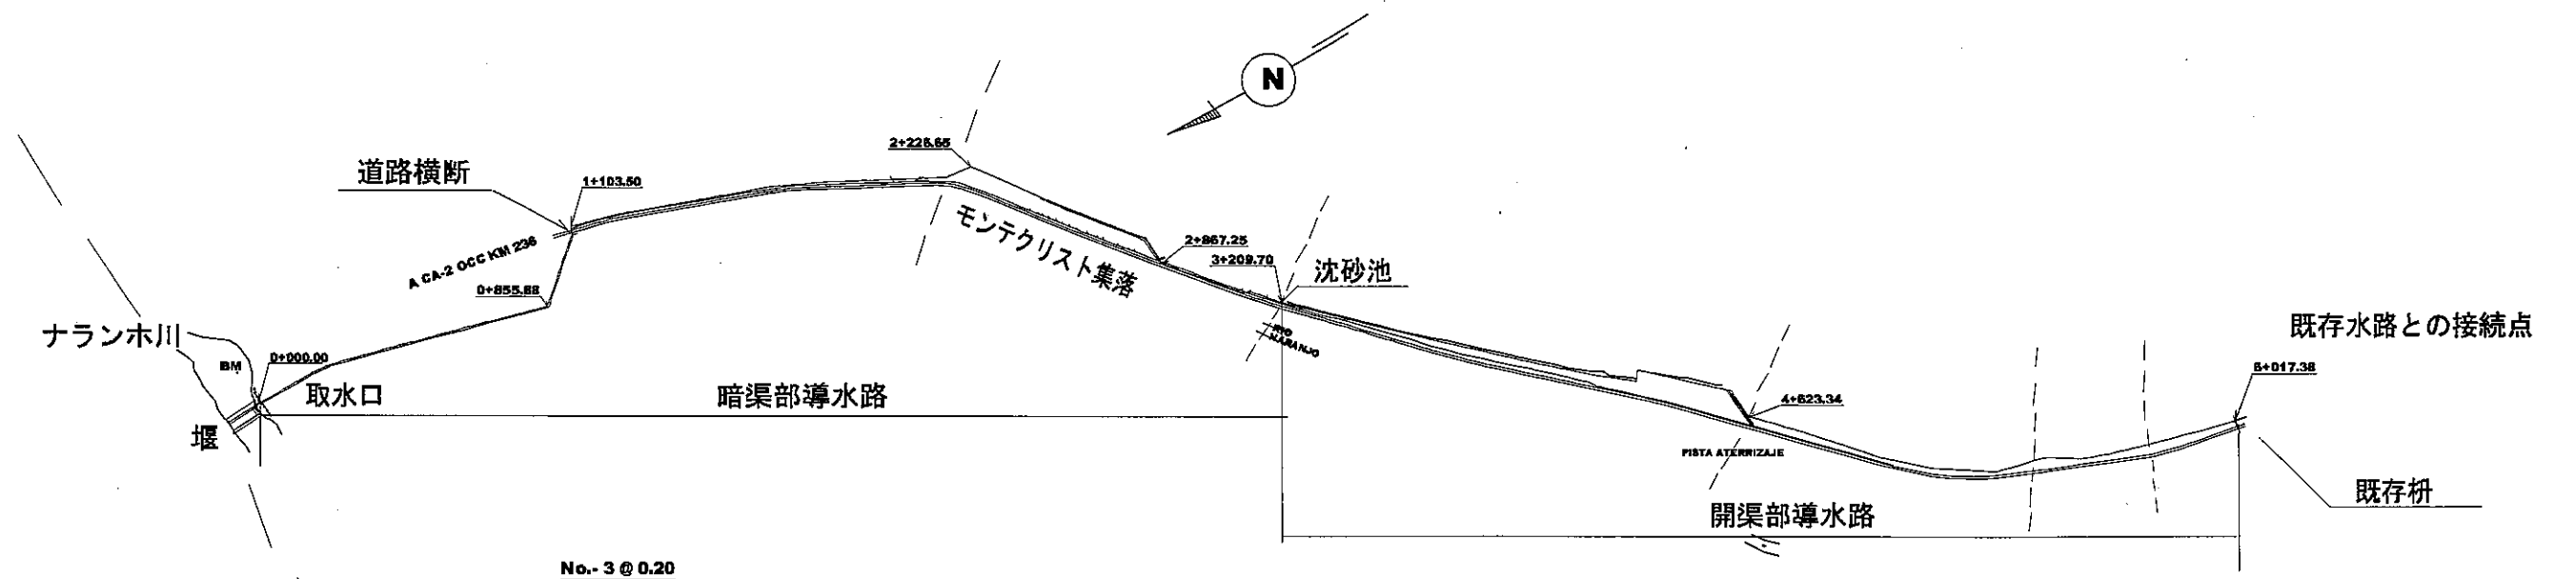 N
2+226.65
道路横断
1+103.50
モンテクリスト集落
A CA-2 OCC KM 236
2+867.25
3+209.70
沈砂池
0+855.88
ナランホ川
RIO
NARANJO
既存水路との接続点
BM
0+000.00
取水口
暗渠部導水路
6+017.38
4+623.34
堰
PISTA ATERRIZAJE
既存枡
開渠部導水路
No.- 3 @ 0.20